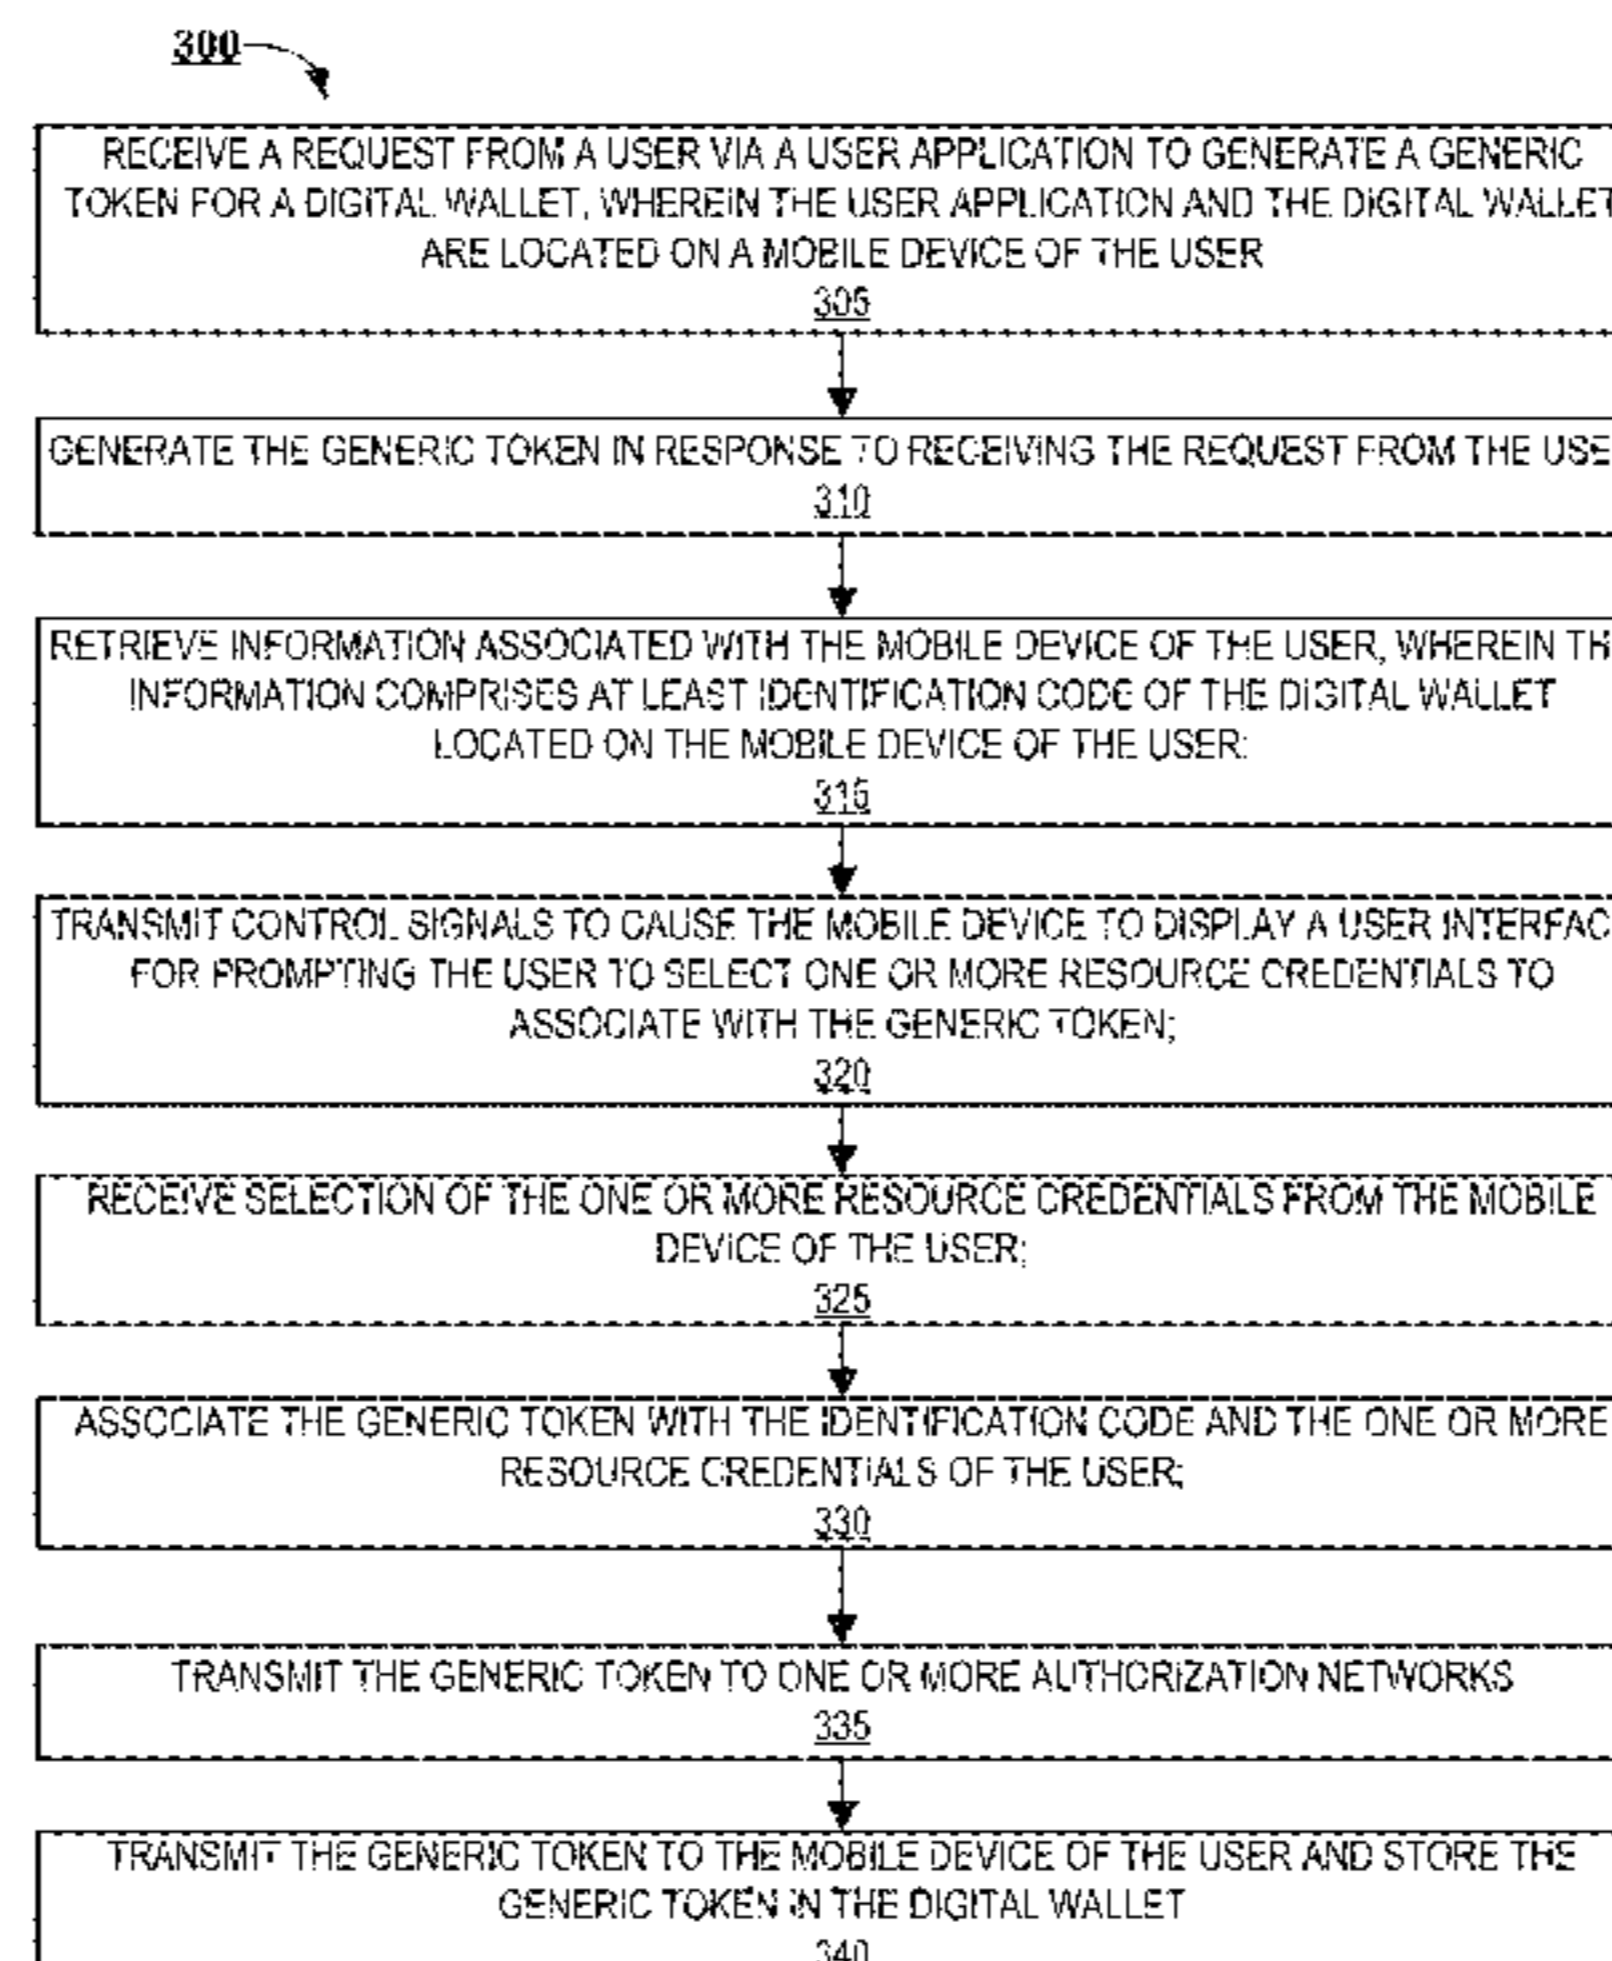 300
RECEIVE A REQUEST FROM A USER VIA A USER APPLICATION TO GENERATE A GENERIC
TOKEN FOR A DIGITAL WALLET, WHEREIN THE USER APPLICATION AND THE DIGITAL WALLET
ARE LOCATED ON A MOBILE DEVICE OF THE USER
305
GENERATE THE GENERIC TOKEN IN RESPONSE TO RECEIVING THE REQUEST FROM THE USE
310
RETRIEVE INFORMATION ASSOCIATED WITH THE MOBILE DEVICE OF THE USER, WHEREIN TH
INFORMATION COMPRISES AT LEAST IDENTIFICATION CODE OF THE DIGITAL WALLET
LOCATED ON THE MOBILE DEVICE OF THE USER;
315
TRANSMIT CONTROL SIGNALS TO CAUSE THE MOBILE DEVICE TO DISPLAY A USER INTERFAC
FOR PROMPTING THE USER TO SELECT ONE OR MORE RESOURCE CREDENTIALS TO
ASSOCIATE WITH THE GENERIC TOKEN;
320
RECEIVE SELECTION OF THE ONE OR MORE RESOURCE CREDENTIALS FROM THE MOBILE
DEVICE OF THE USER;
325
ASSOCIATE THE GENERIC TOKEN WITH THE IDENTIFICATION CODE AND THE ONE OR MORE
RESOURCE CREDENTIALS OF THE USER;
330
TRANSMIT THE GENERIC TOKEN TO ONE OR MORE AUTHORIZATION NETWORKS
335
TRANSMIT THE GENERIC TOKEN TO THE MOBILE DEVICE OF THE USER AND STORE THE
GENERIC TOKEN IN THE DIGITAL WALLET
340